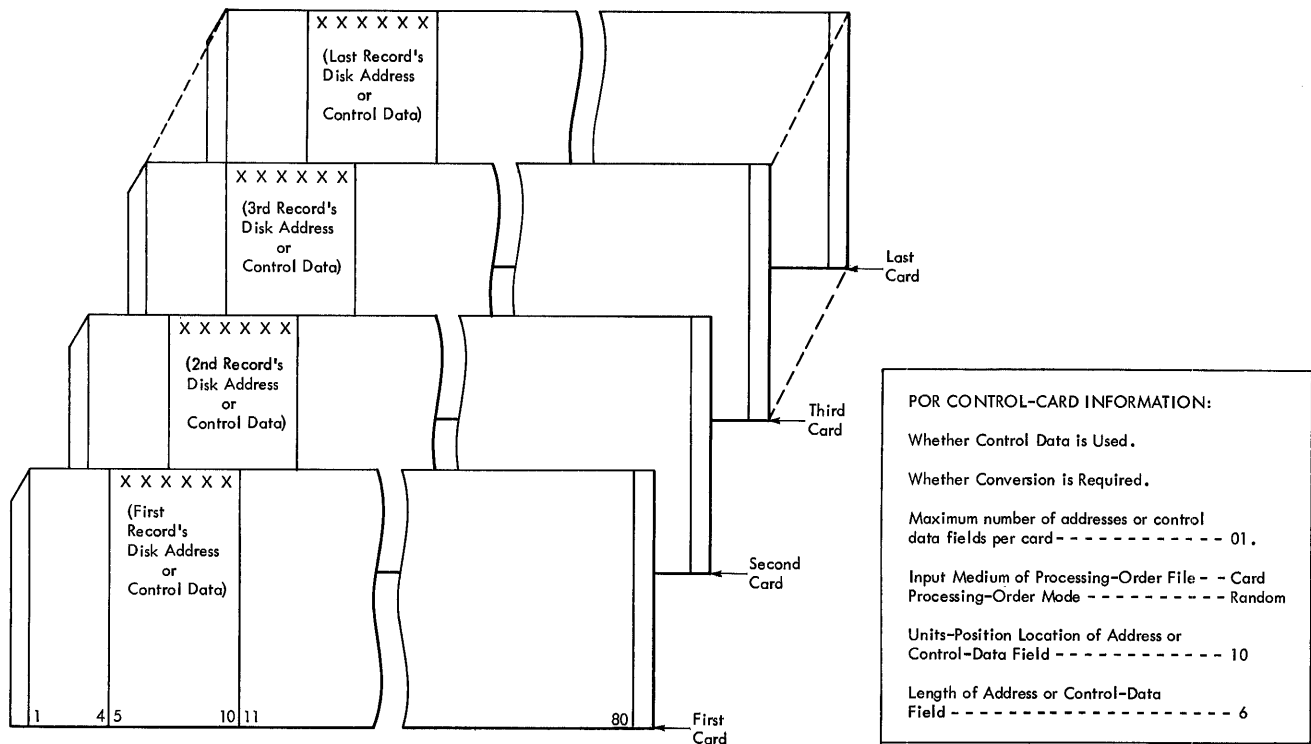 X X X X X X
(Last Record's
Disk Address
or
Control Data)
X X X X X X
(3rd Record's
Disk Address
or
Control Data)
Last
Card
X X X X X X
(2nd Record's
Disk Address
or
Control Data)
Third
Card
X X X X X X
(First
Record's
Disk Address
or
Control Data)
Second
Card
1 4 5 10 11 80
First
Card
POR CONTROL-CARD INFORMATION:
Whether Control Data is Used.
Whether Conversion is Required.
Maximum number of addresses or control
data fields per card - - - - - - - - - - - - 01.
Input Medium of Processing-Order File - - Card
Processing-Order Mode - - - - - - - - Random
Units-Position Location of Address or
Control-Data Field - - - - - - - - - - - - 10
Length of Address or Control-Data
Field - - - - - - - - - - - - - - - - - - - - 6